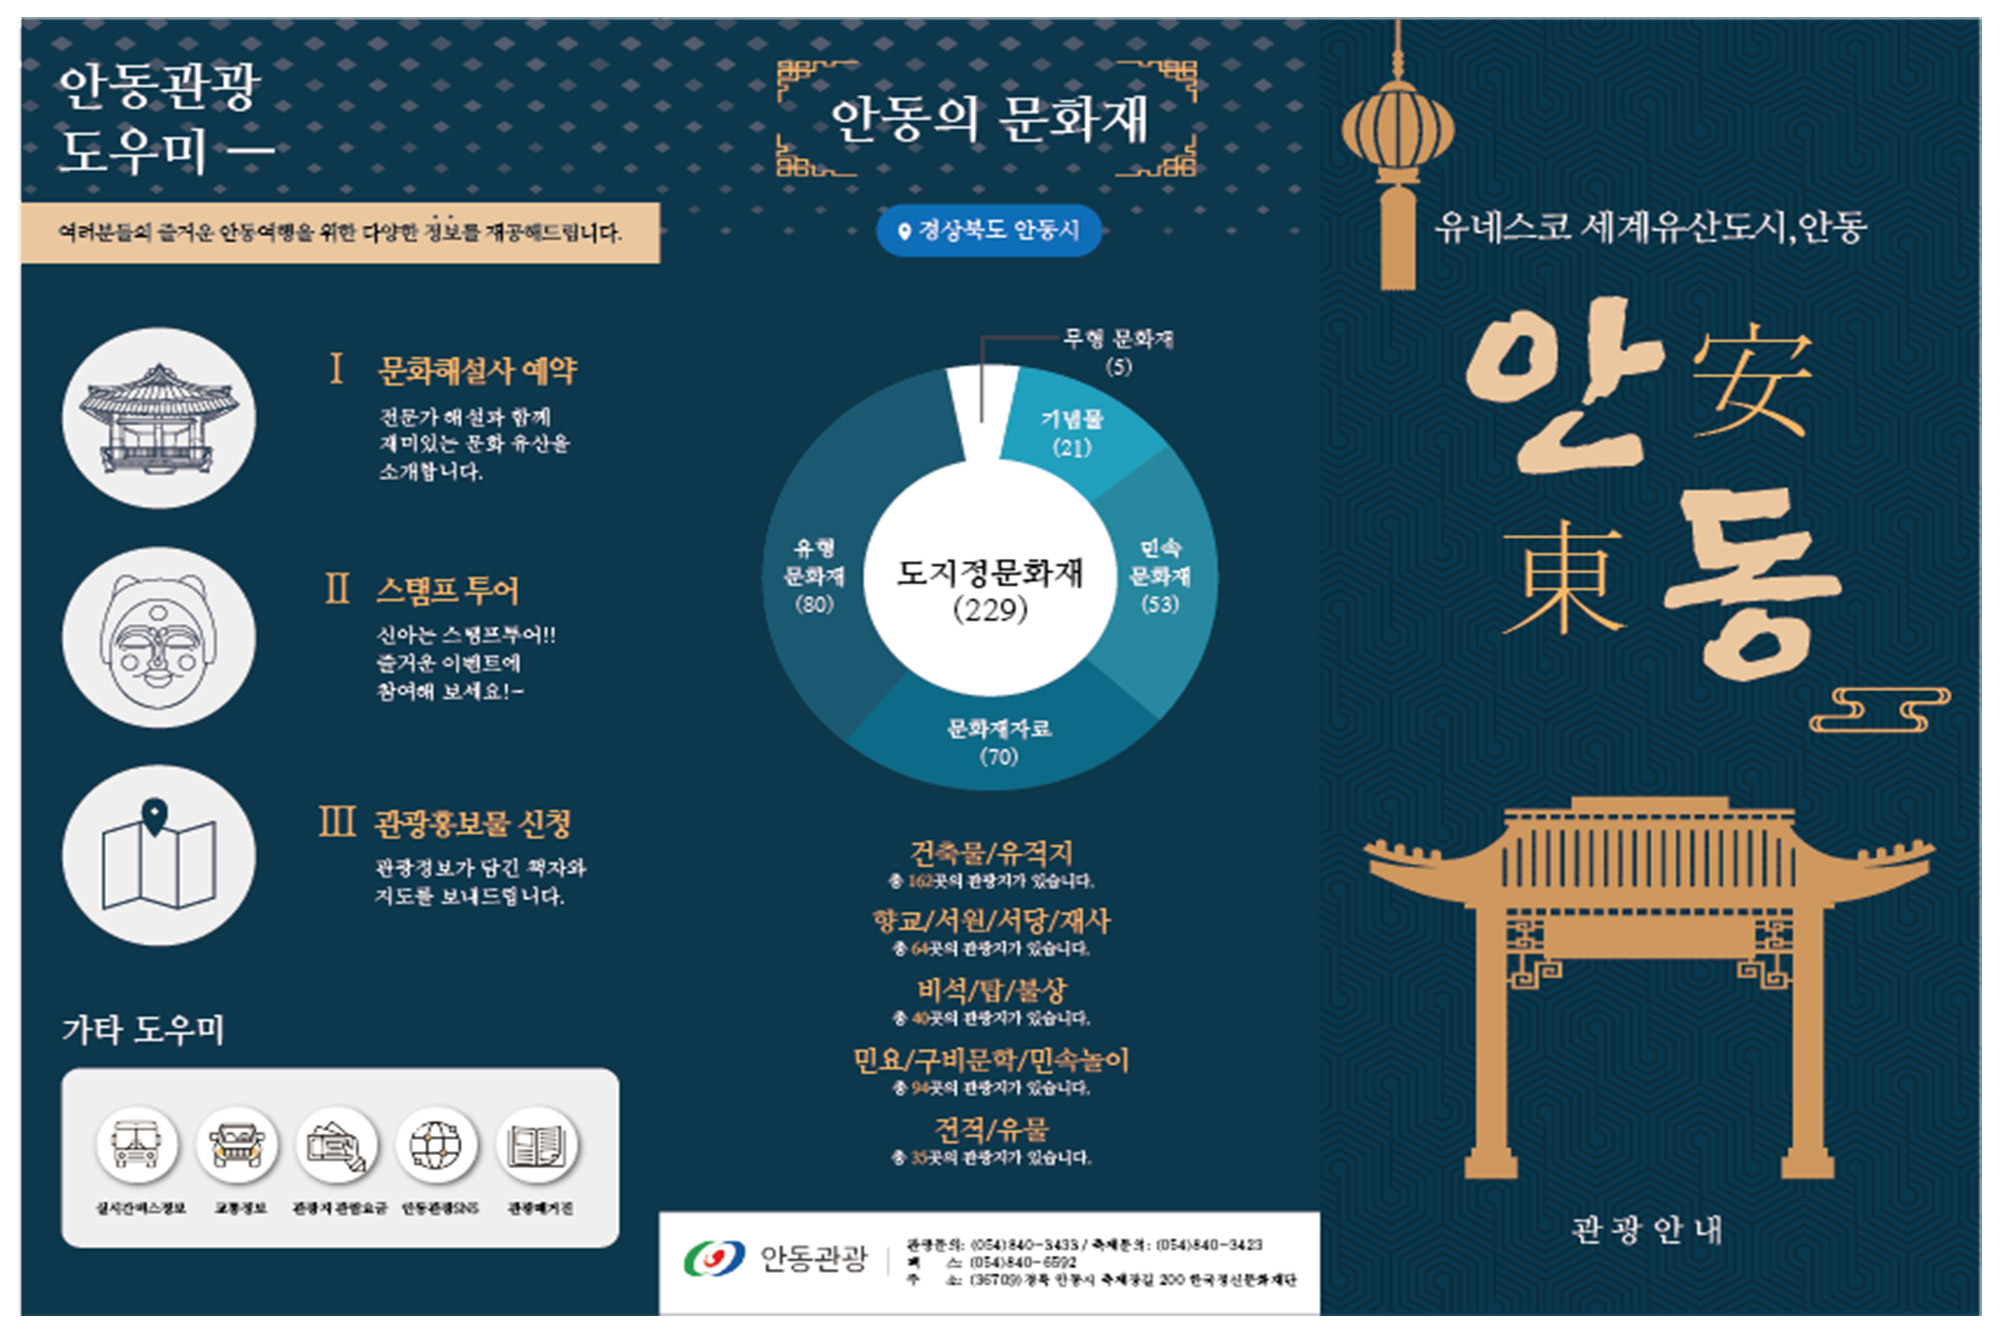 안동관광
도우미 —
여러분들의 즐거운 안동여행을 위한 다양한 정보를 재공해드립니다.
I 문화해설사 예약
전문가 해설과 함께
재미있는 문화 유산을
소개합니다.
II 스탬프 투어
신아는 스탬프투어!!
즐거운 이벤트에
참여해 보세요!~
III 관광홍보물 신청
관광정보가 담긴 책자와
지도를 보내드립니다.
가타 도우미
실시간버스정보 교통정보 관광지 관람요금 안동관광SNS 관광매거진
안동의 문화재
경상북도 안동시
무형 문화재
(5)
기념물
(21)
유형
문화재
(80)
민속
문화재
(53)
도지정문화재
(229)
문화재자료
(70)
건축물/유적지
총 162곳의 관광지가 있습니다.
향교/서원/서당/재사
총 64곳의 관광지가 있습니다.
비석/탑/불상
총 40곳의 관광지가 있습니다.
민요/구비문학/민속놀이
총 94곳의 관광지가 있습니다.
전적/유물
총 35곳의 관광지가 있습니다.
안동관광
관광문의: (054)840-3433 / 축제문의: (054)840-3423
팩 스: (054)840-6592
주 소: (36709)경북 안동시 축제장길 200 한국정신문화재단
유네스코 세계유산도시,안동
안 安
東 동
관광안내